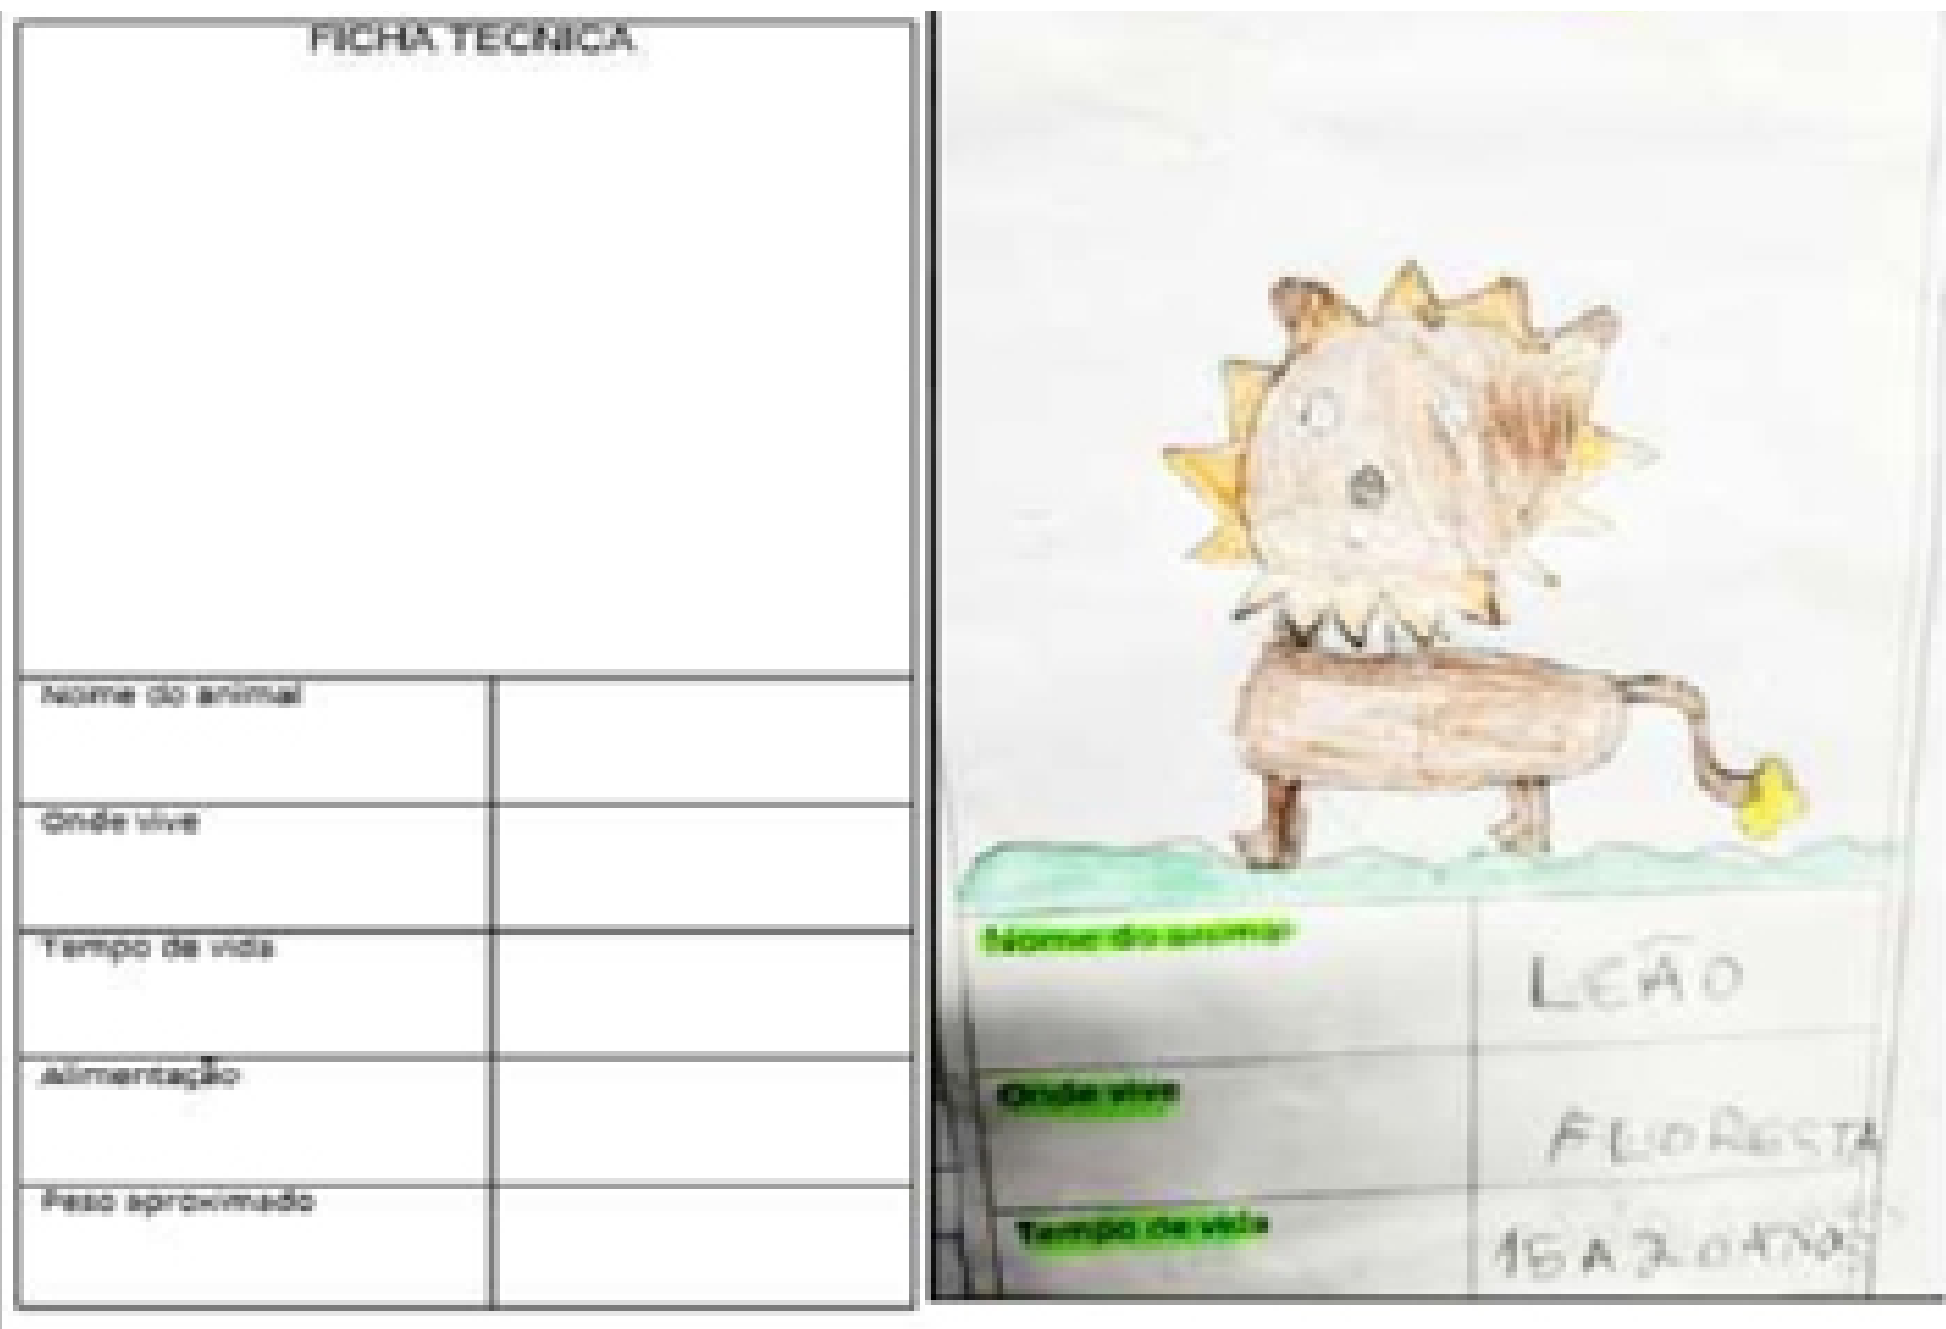 FICHA TECNICA
Nome do animal
Onde vive
Tempo de vida
Alimentação
Peso aproximado
Nome do animal
LEÃO
Onde vive
FLORESTA
Tempo de vida
15 A 20 ANOS